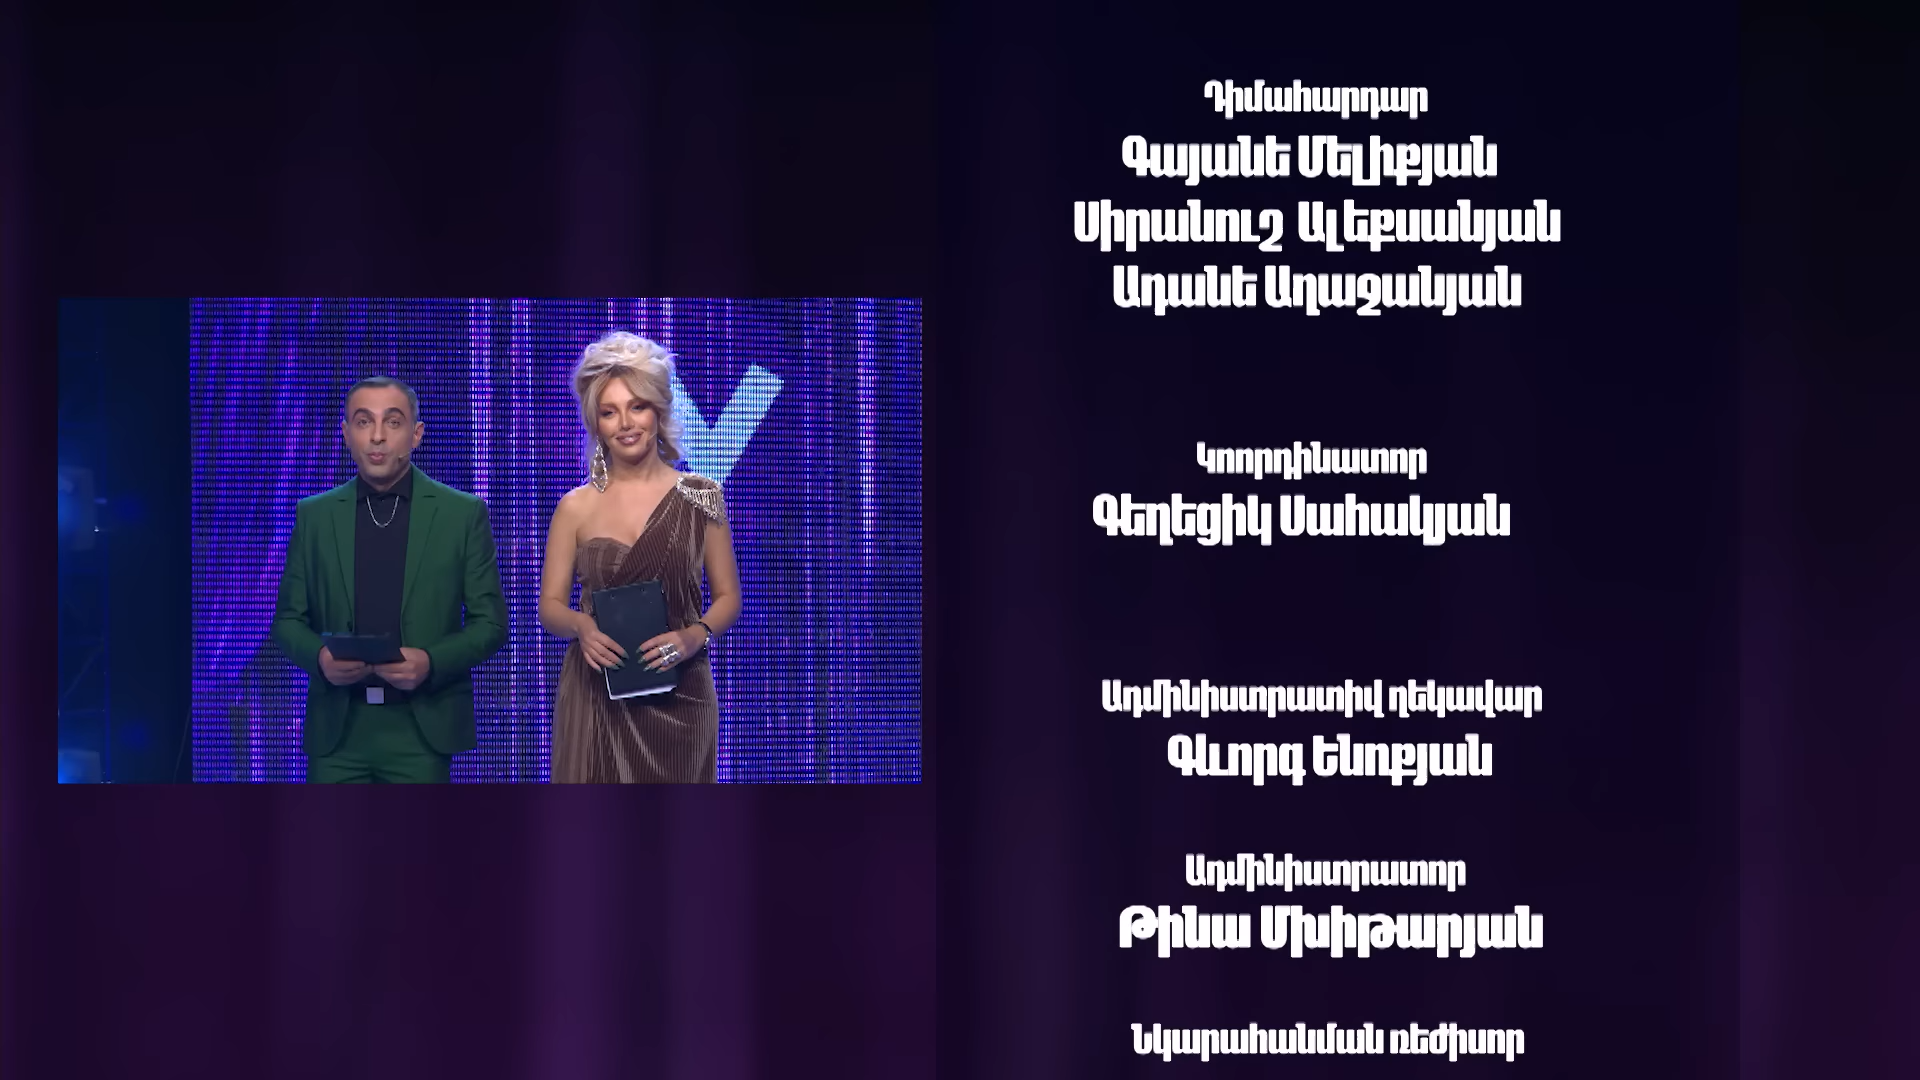 Դիմահարդար
Գայանե Մելիքյան
Սիրանուշ Ալեքսանյան
Ադանե Աղաջանյան
Կոորդինատոր
Գեղեցիկ Սահակյան
Ադմինիստրատիվ ղեկավար
Գևորգ Ենոքյան
Ադմինիստրատոր
Թինա Մխիթարյան
Նկարահանման ռեժիսոր